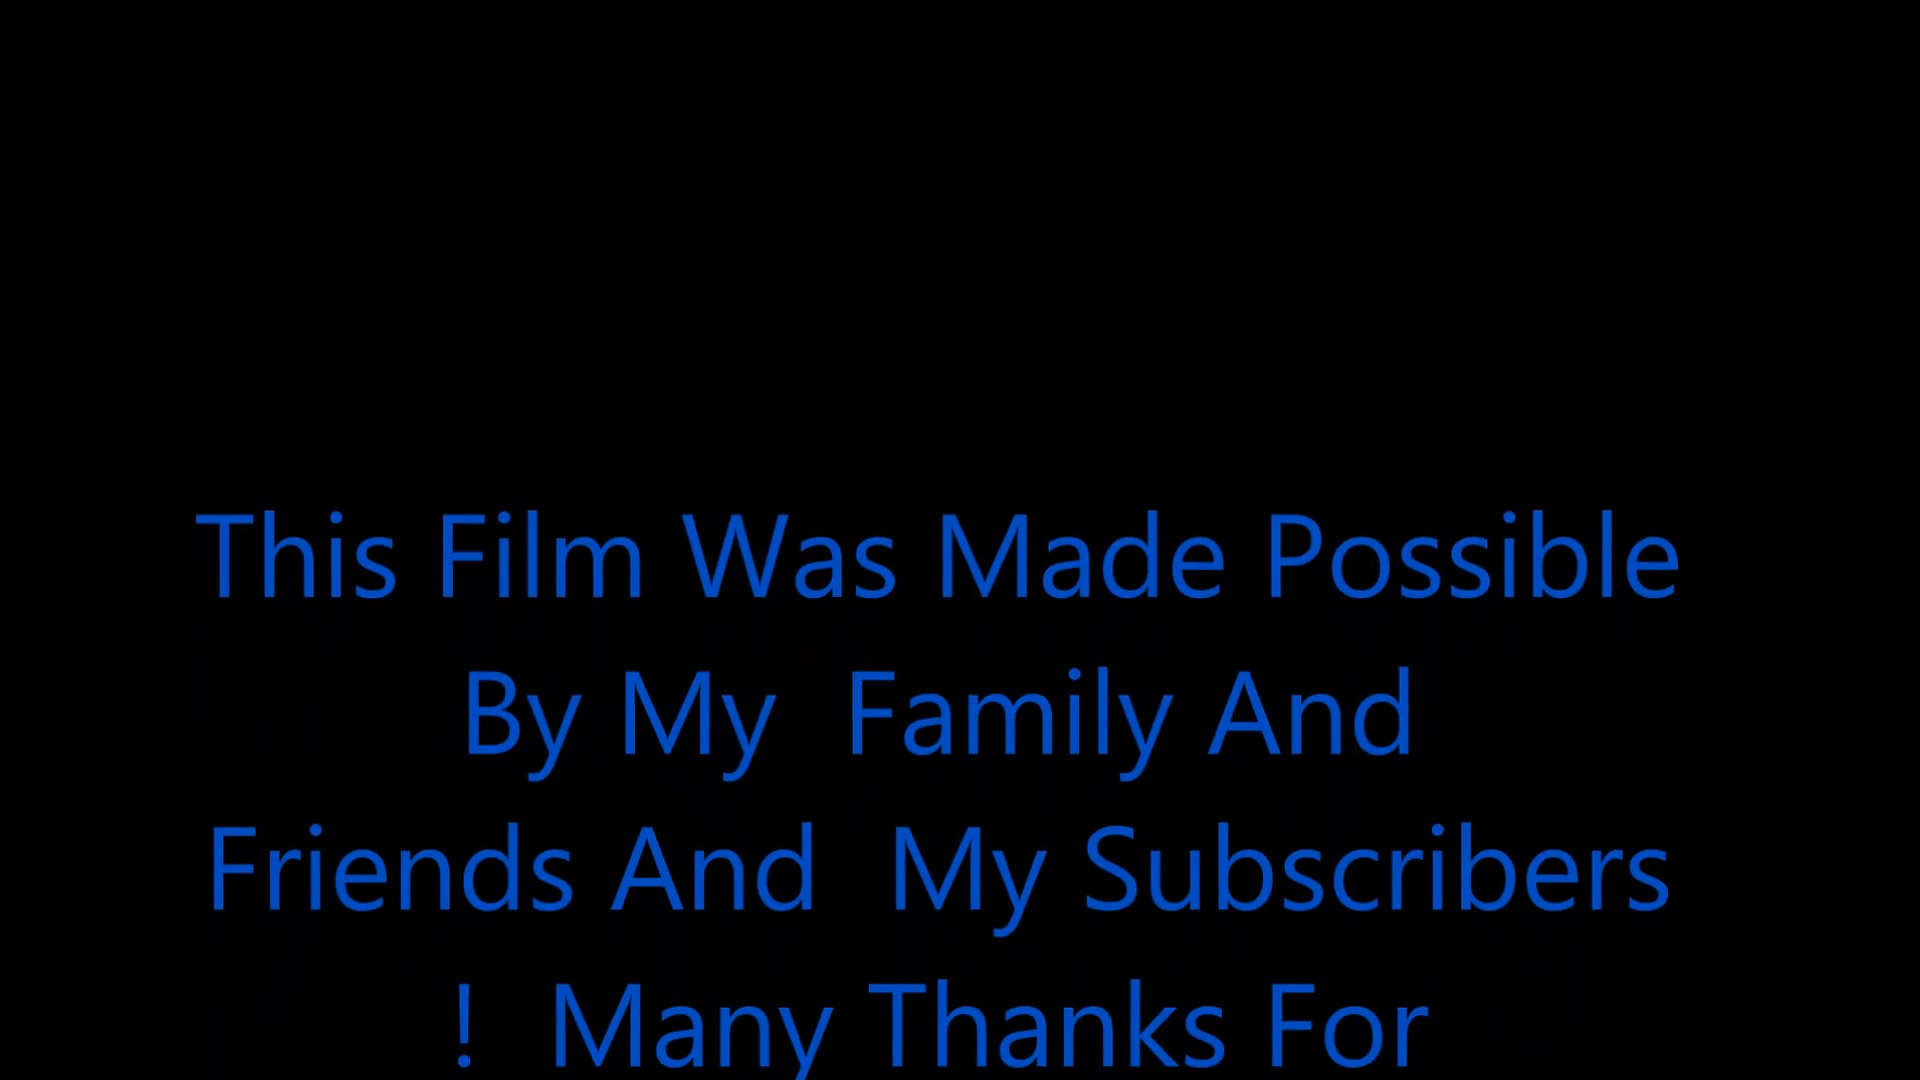 This Film Was Made Possible
By My  Family And
Friends And  My Subscribers
!  Many Thanks For